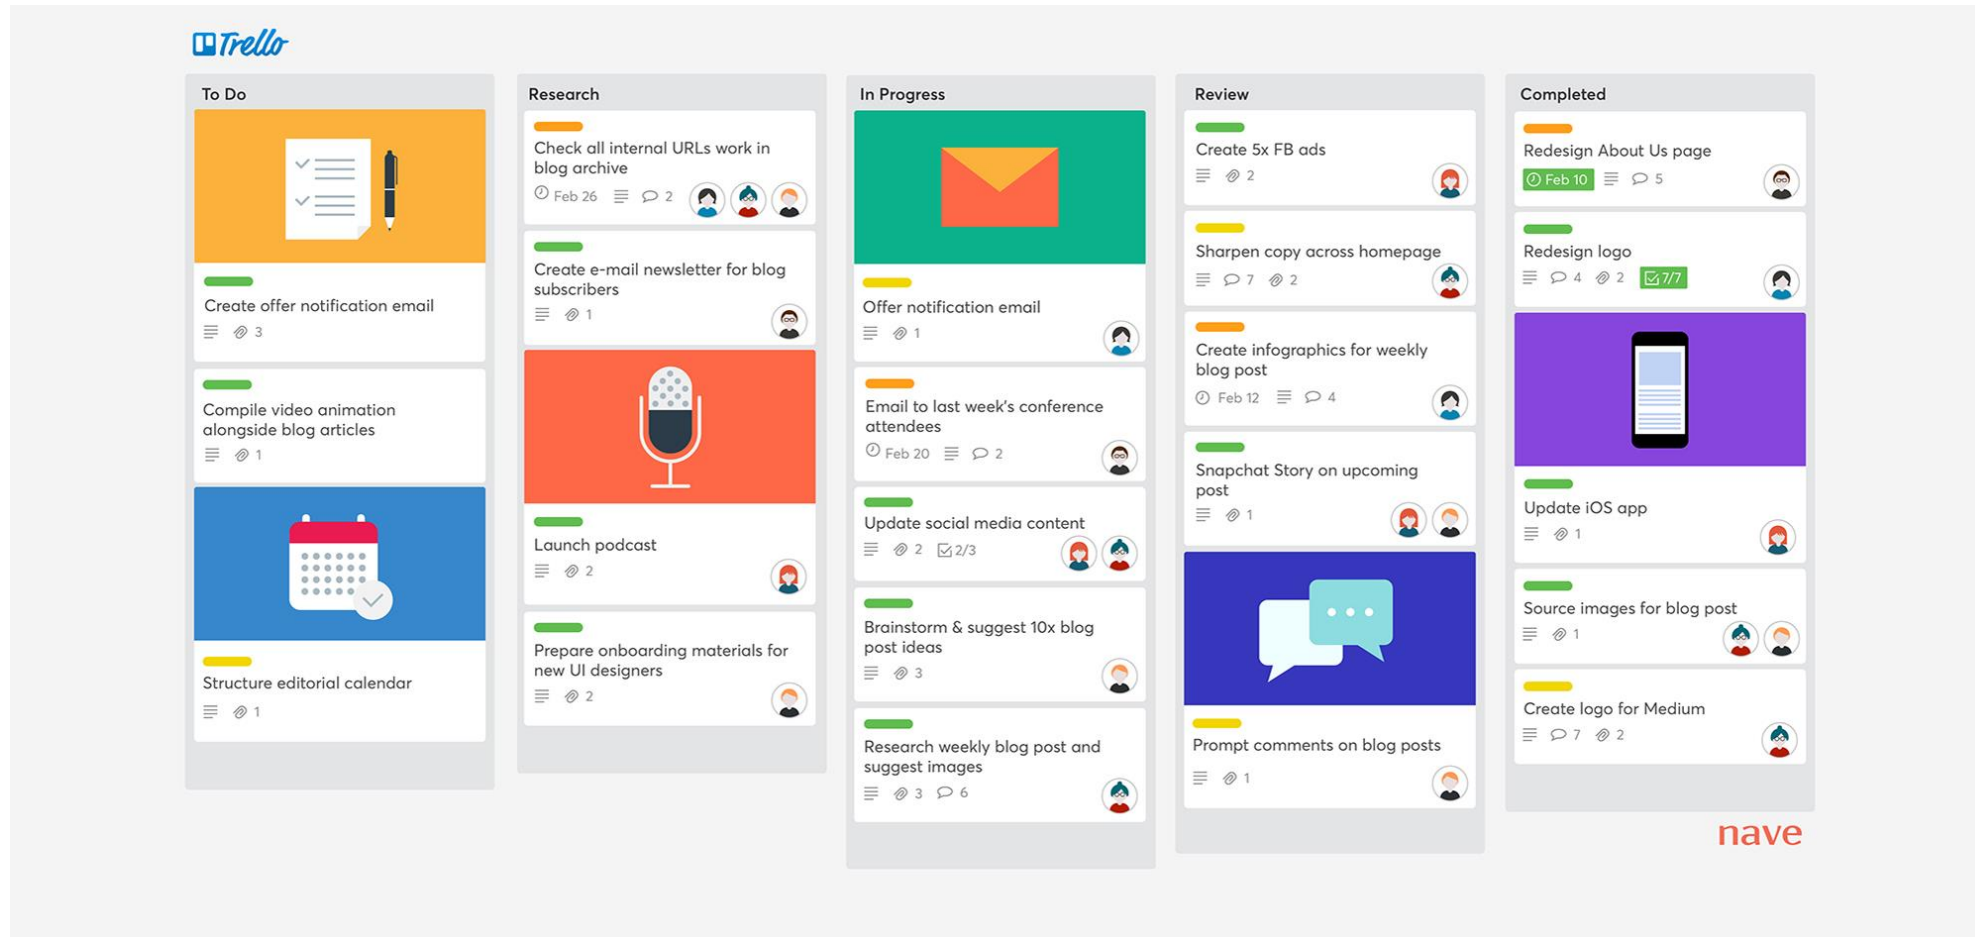 Trello
To Do
Create offer notification email
3
Compile video animation
alongside blog articles
1
Structure editorial calendar
1
Research
Check all internal URLs work in
blog archive
Feb 26 2
Create e-mail newsletter for blog
subscribers
1
Launch podcast
2
Prepare onboarding materials for
new UI designers
2
In Progress
Offer notification email
1
Email to last week's conference
attendees
Feb 20 2
Update social media content
2 2/3
Brainstorm & suggest 10x blog
post ideas
3
Research weekly blog post and
suggest images
3 6
Review
Create 5x FB ads
2
Sharpen copy across homepage
7 2
Create infographics for weekly
blog post
Feb 12 4
Snapchat Story on upcoming
post
1
Prompt comments on blog posts
1
Completed
Redesign About Us page
Feb 10 5
Redesign logo
4 2 7/7
Update iOS app
1
Source images for blog post
1
Create logo for Medium
7 2
nave